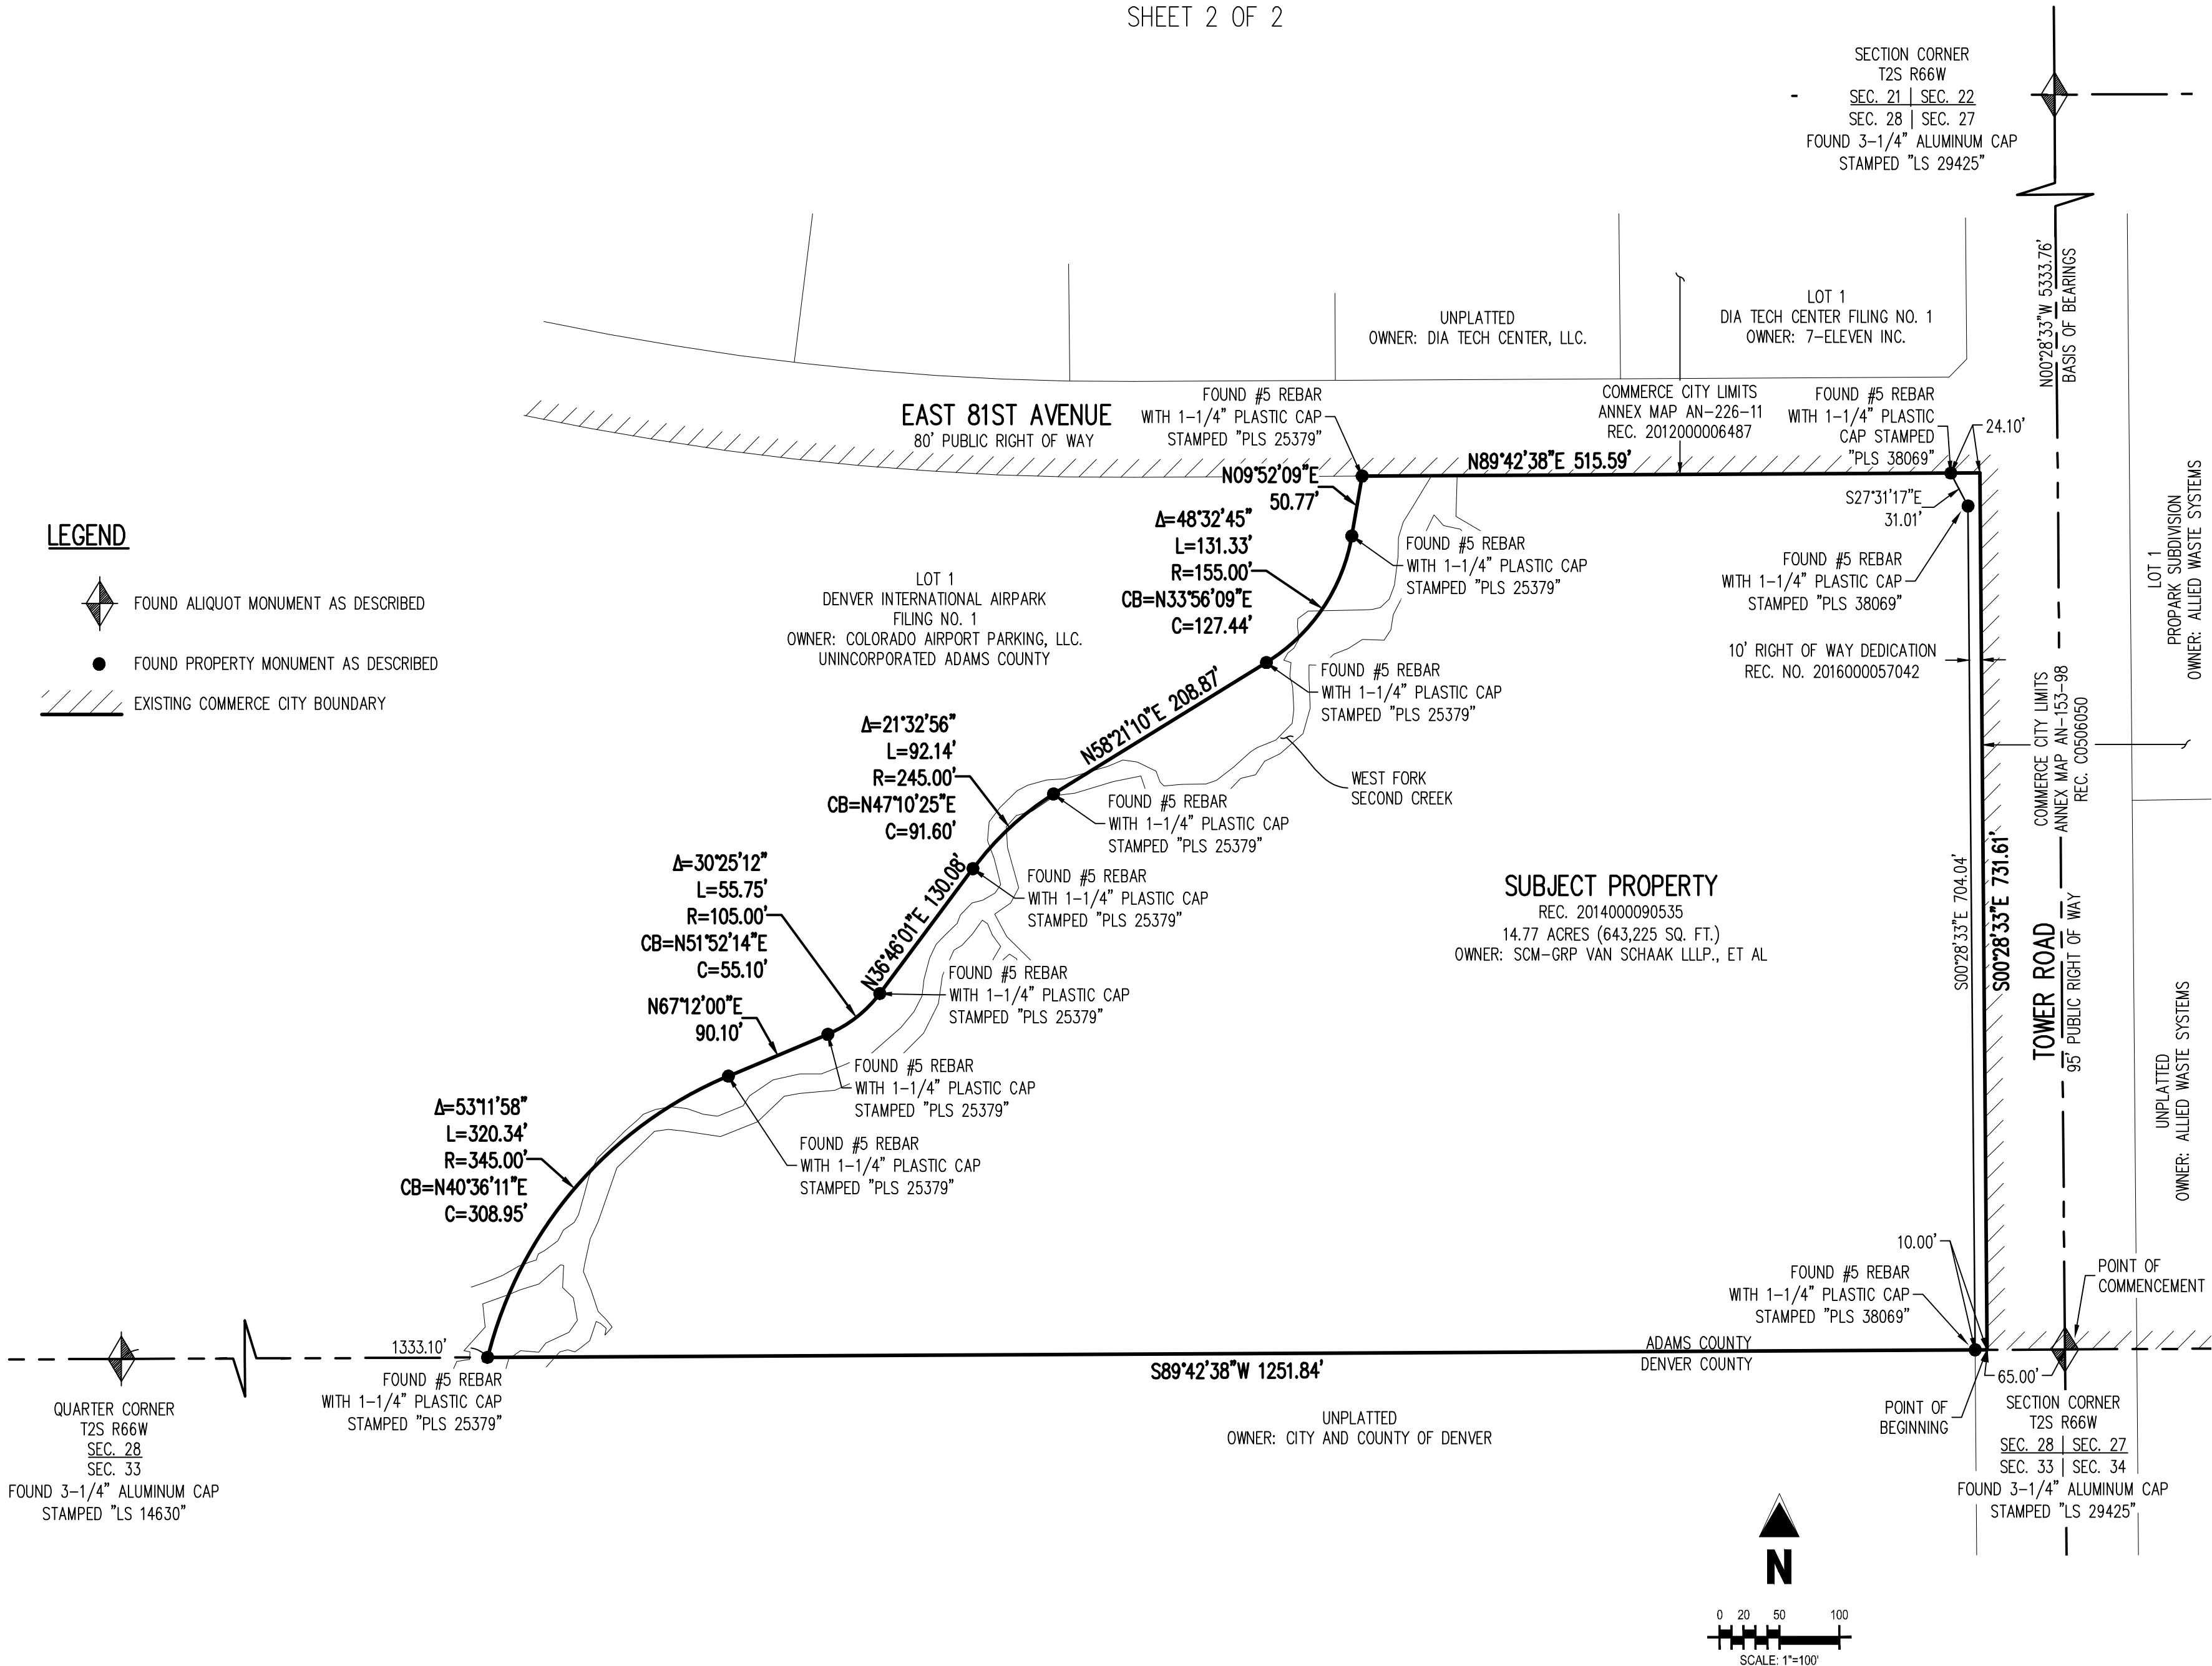 SHEET 2 OF 2
SECTION CORNER
T2S R66W
SEC. 21 | SEC. 22
SEC. 28 | SEC. 27
FOUND 3-1/4" ALUMINUM CAP
STAMPED "LS 29425"
N00°28'33"W 5333.76'
BASIS OF BEARINGS
UNPLATTED
OWNER: DIA TECH CENTER, LLC.
LOT 1
DIA TECH CENTER FILING NO. 1
OWNER: 7-ELEVEN INC.
EAST 81ST AVENUE
80' PUBLIC RIGHT OF WAY
FOUND #5 REBAR
WITH 1-1/4" PLASTIC CAP
STAMPED "PLS 25379"
COMMERCE CITY LIMITS
ANNEX MAP AN-226-11
REC. 2012000006487
FOUND #5 REBAR
WITH 1-1/4" PLASTIC
CAP STAMPED
"PLS 38069"
24.10'
N89°42'38"E 515.59'
N09°52'09"E
50.77'
S27°31'17"E
31.01'
Δ=48°32'45"
L=131.33'
R=155.00'
CB=N33°56'09"E
C=127.44'
FOUND #5 REBAR
WITH 1-1/4" PLASTIC CAP
STAMPED "PLS 25379"
FOUND #5 REBAR
WITH 1-1/4" PLASTIC CAP
STAMPED "PLS 38069"
LOT 1
PROPARK SUBDIVISION
OWNER: ALLIED WASTE SYSTEMS
LEGEND
FOUND ALIQUOT MONUMENT AS DESCRIBED
FOUND PROPERTY MONUMENT AS DESCRIBED
EXISTING COMMERCE CITY BOUNDARY
LOT 1
DENVER INTERNATIONAL AIRPARK
FILING NO. 1
OWNER: COLORADO AIRPORT PARKING, LLC.
UNINCORPORATED ADAMS COUNTY
10' RIGHT OF WAY DEDICATION
REC. NO. 2016000057042
FOUND #5 REBAR
WITH 1-1/4" PLASTIC CAP
STAMPED "PLS 25379"
N58°21'10"E 208.87'
COMMERCE CITY LIMITS
ANNEX MAP AN-153-98
REC. C0506050
Δ=21°32'56"
L=92.14'
R=245.00'
CB=N47°10'25"E
C=91.60'
WEST FORK
SECOND CREEK
FOUND #5 REBAR
WITH 1-1/4" PLASTIC CAP
STAMPED "PLS 25379"
Δ=30°25'12"
L=55.75'
R=105.00'
CB=N51°52'14"E
C=55.10'
N36°46'01"E 130.08'
FOUND #5 REBAR
WITH 1-1/4" PLASTIC CAP
STAMPED "PLS 25379"
SUBJECT PROPERTY
REC. 2014000090535
14.77 ACRES (643,225 SQ. FT.)
OWNER: SCM-GRP VAN SCHAAK LLLP., ET AL
S00°28'33"E 704.04'
S00°28'33"E 731.61'
TOWER ROAD
95' PUBLIC RIGHT OF WAY
FOUND #5 REBAR
WITH 1-1/4" PLASTIC CAP
STAMPED "PLS 25379"
N67°12'00"E
90.10'
FOUND #5 REBAR
WITH 1-1/4" PLASTIC CAP
STAMPED "PLS 25379"
UNPLATTED
OWNER: ALLIED WASTE SYSTEMS
Δ=53°11'58"
L=320.34'
R=345.00'
CB=N40°36'11"E
C=308.95'
FOUND #5 REBAR
WITH 1-1/4" PLASTIC CAP
STAMPED "PLS 25379"
10.00'
FOUND #5 REBAR
WITH 1-1/4" PLASTIC CAP
STAMPED "PLS 38069"
POINT OF
COMMENCEMENT
1333.10'
ADAMS COUNTY
DENVER COUNTY
S89°42'38"W 1251.84'
FOUND #5 REBAR
WITH 1-1/4" PLASTIC CAP
STAMPED "PLS 25379"
65.00'
POINT OF
BEGINNING
QUARTER CORNER
T2S R66W
SEC. 28
SEC. 33
FOUND 3-1/4" ALUMINUM CAP
STAMPED "LS 14630"
UNPLATTED
OWNER: CITY AND COUNTY OF DENVER
SECTION CORNER
T2S R66W
SEC. 28 | SEC. 27
SEC. 33 | SEC. 34
FOUND 3-1/4" ALUMINUM CAP
STAMPED "LS 29425"
N
0 20 50 100
SCALE: 1"=100'